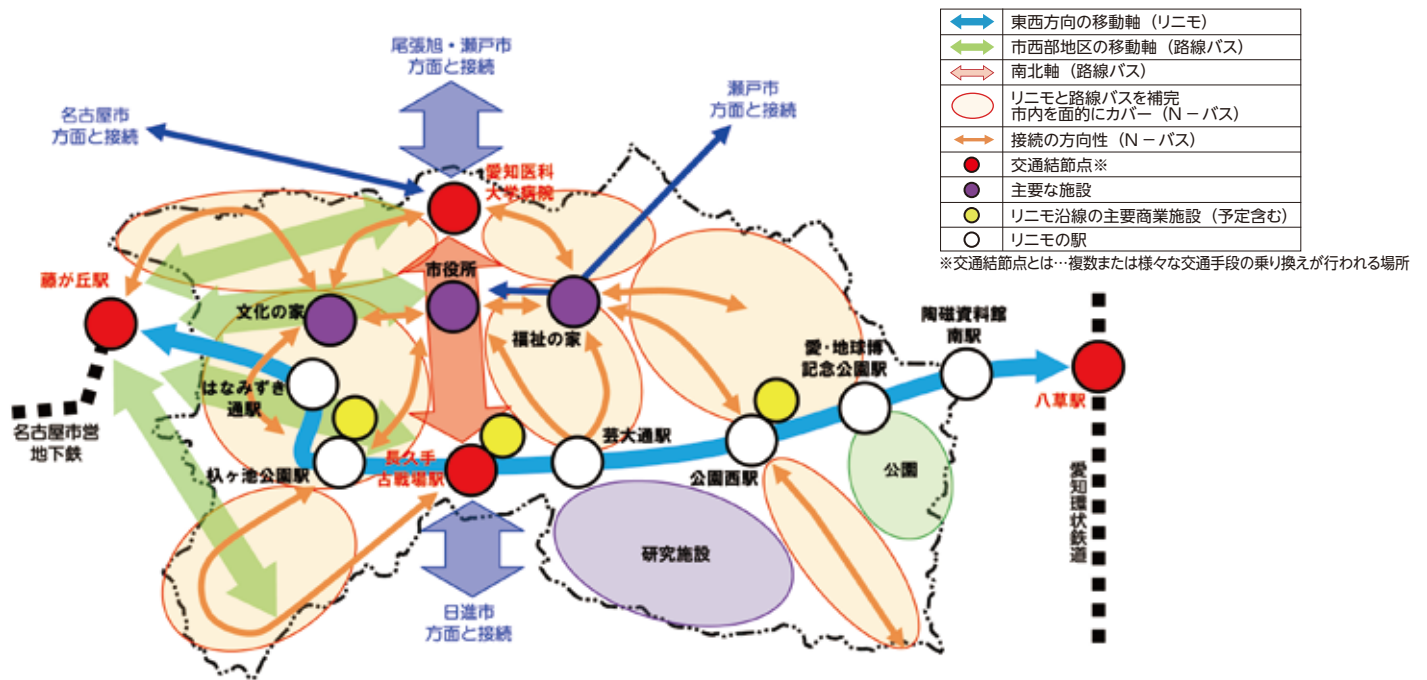 東西方向の移動軸（リニモ）
市西部地区の移動軸（路線バス）
南北軸（路線バス）
リニモと路線バスを補完
市内を面的にカバー（N－バス）
接続の方向性（N－バス）
交通結節点※
主要な施設
リニモ沿線の主要商業施設（予定含む）
リニモの駅
※交通結節点とは…複数または様々な交通手段の乗り換えが行われる場所
尾張旭・瀬戸市
方面と接続
瀬戸市
方面と接続
名古屋市
方面と接続
愛知医科
大学病院
藤が丘駅
市役所
文化の家
福祉の家
陶磁資料館
南駅
愛・地球博
記念公園駅
はなみずき
通駅
八草駅
名古屋市営
地下鉄
芸大通駅
長久手
古戦場駅
杁ヶ池公園駅
公園西駅
公園
愛知環状鉄道
研究施設
日進市
方面と接続